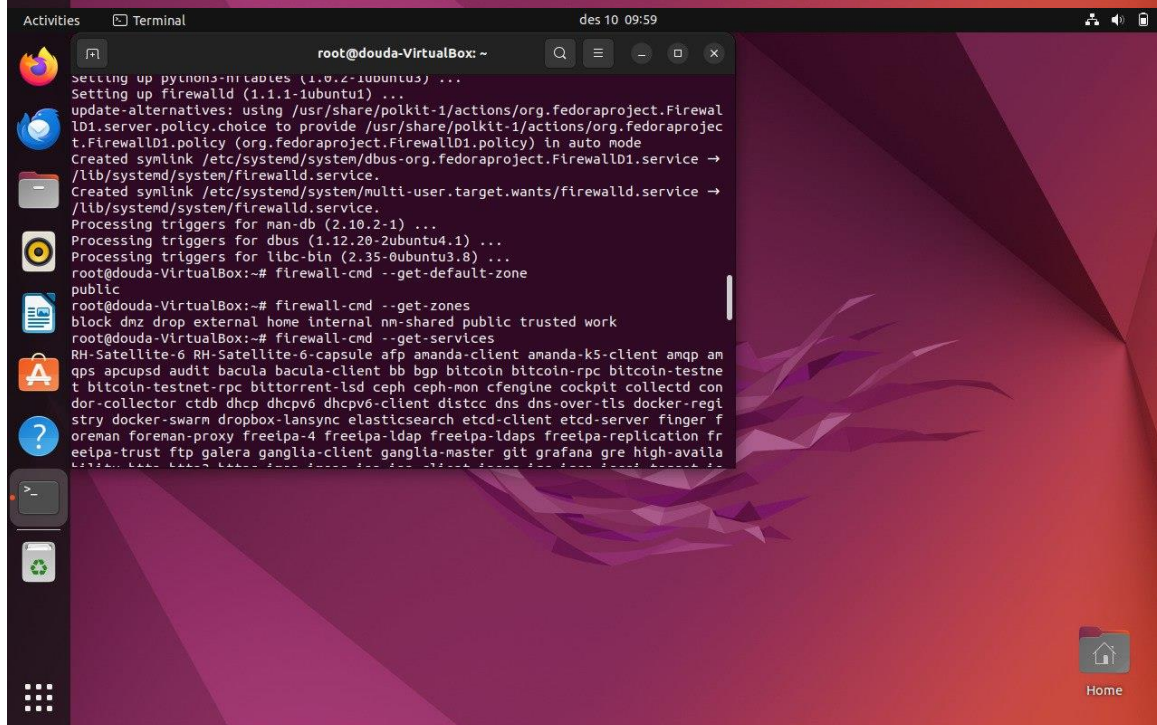 Activities
Terminal
des 10 09:59
root@douda-VirtualBox: ~
Setting up python3-nftables (1.0.2-1ubuntu3) ...
Setting up firewalld (1.1.1-1ubuntu1) ...
update-alternatives: using /usr/share/polkit-1/actions/org.fedoraproject.Firewal
lD1.server.policy.choice to provide /usr/share/polkit-1/actions/org.fedoraprojec
t.FirewallD1.policy (org.fedoraproject.FirewallD1.policy) in auto mode
Created symlink /etc/systemd/system/dbus-org.fedoraproject.FirewallD1.service →
/lib/systemd/system/firewalld.service.
Created symlink /etc/systemd/system/multi-user.target.wants/firewalld.service →
/lib/systemd/system/firewalld.service.
Processing triggers for man-db (2.10.2-1) ...
Processing triggers for dbus (1.12.20-2ubuntu4.1) ...
Processing triggers for libc-bin (2.35-0ubuntu3.8) ...
root@douda-VirtualBox:~# firewall-cmd --get-default-zone
public
root@douda-VirtualBox:~# firewall-cmd --get-zones
block dmz drop external home internal nm-shared public trusted work
root@douda-VirtualBox:~# firewall-cmd --get-services
RH-Satellite-6 RH-Satellite-6-capsule afp amanda-client amanda-k5-client amqp am
qps apcupsd audit bacula bacula-client bb bgp bitcoin bitcoin-rpc bitcoin-testne
t bitcoin-testnet-rpc bittorrent-lsd ceph ceph-mon cfengine cockpit collectd con
dor-collector ctdb dhcp dhcpv6 dhcpv6-client distcc dns dns-over-tls docker-regi
stry docker-swarm dropbox-lansync elasticsearch etcd-client etcd-server finger f
oreman foreman-proxy freeipa-4 freeipa-ldap freeipa-ldaps freeipa-replication fr
eeipa-trust ftp galera ganglia-client ganglia-master git grafana gre high-availa
Home